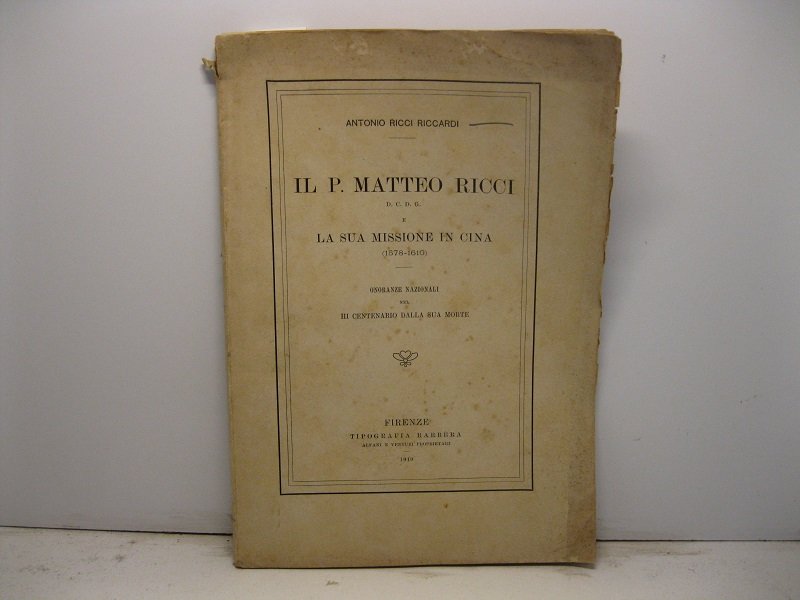 ANTONIO RICCI RICCARDI
IL P. MATTEO RICCI
D. C. D. G.
E
LA SUA MISSIONE IN CINA
(1578-1610)
ONORANZE NAZIONALI
NEL
III CENTENARIO DALLA SUA MORTE
FIRENZE
TIPOGRAFIA BARBÈRA
ALFANI E VENTURI PROPRIETARI
1910